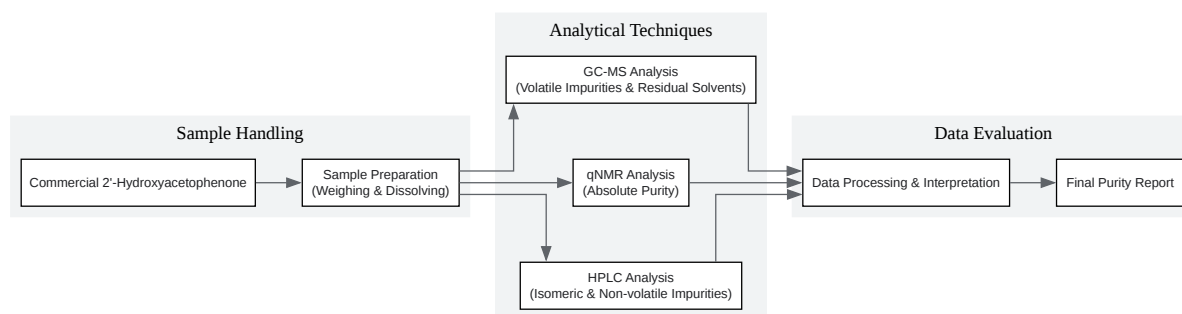 Sample Handling
Commercial 2'-Hydroxyacetophenone
Sample Preparation
(Weighing & Dissolving)
Analytical Techniques
GC-MS Analysis
(Volatile Impurities & Residual Solvents)
qNMR Analysis
(Absolute Purity)
HPLC Analysis
(Isomeric & Non-volatile Impurities)
Data Evaluation
Data Processing & Interpretation
Final Purity Report